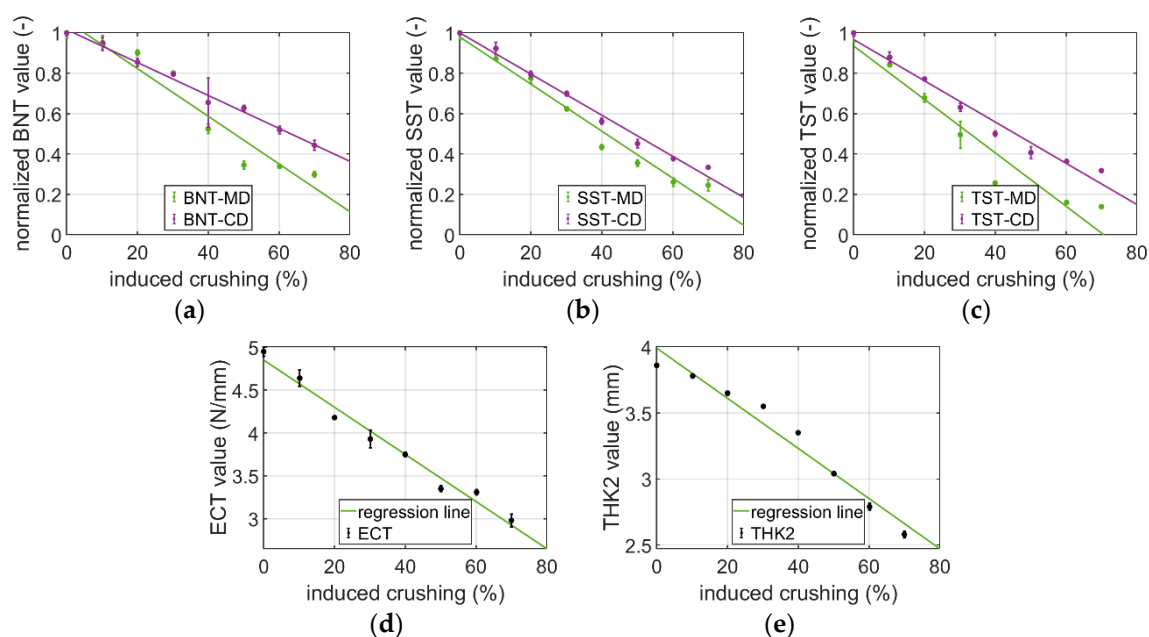 normalized BNT value (-)
1
0.8
0.6
0.4
0.2
0
BNT-MD
BNT-CD
0 20 40 60 80
induced crushing (%)
(a)
normalized SST value (-)
1
0.8
0.6
0.4
0.2
0
SST-MD
SST-CD
0 20 40 60 80
induced crushing (%)
(b)
normalized TST value (-)
1
0.8
0.6
0.4
0.2
0
TST-MD
TST-CD
0 20 40 60 80
induced crushing (%)
(c)
ECT value (N/mm)
5
4.5
4
3.5
3
regression line
ECT
0 20 40 60 80
induced crushing (%)
(d)
THK2 value (mm)
4
3.5
3
2.5
regression line
THK2
0 20 40 60 80
induced crushing (%)
(e)